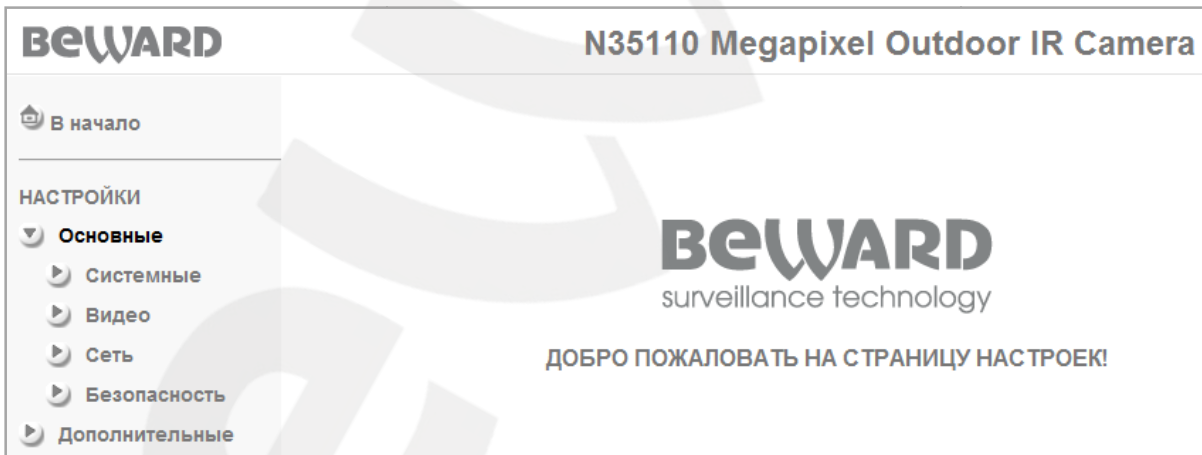 BEWARD
N35110 Megapixel Outdoor IR Camera
В начало
НАСТРОЙКИ
Основные
Системные
Видео
Сеть
Безопасность
Дополнительные
BEWARD
surveillance technology
ДОБРО ПОЖАЛОВАТЬ НА СТРАНИЦУ НАСТРОЕК!